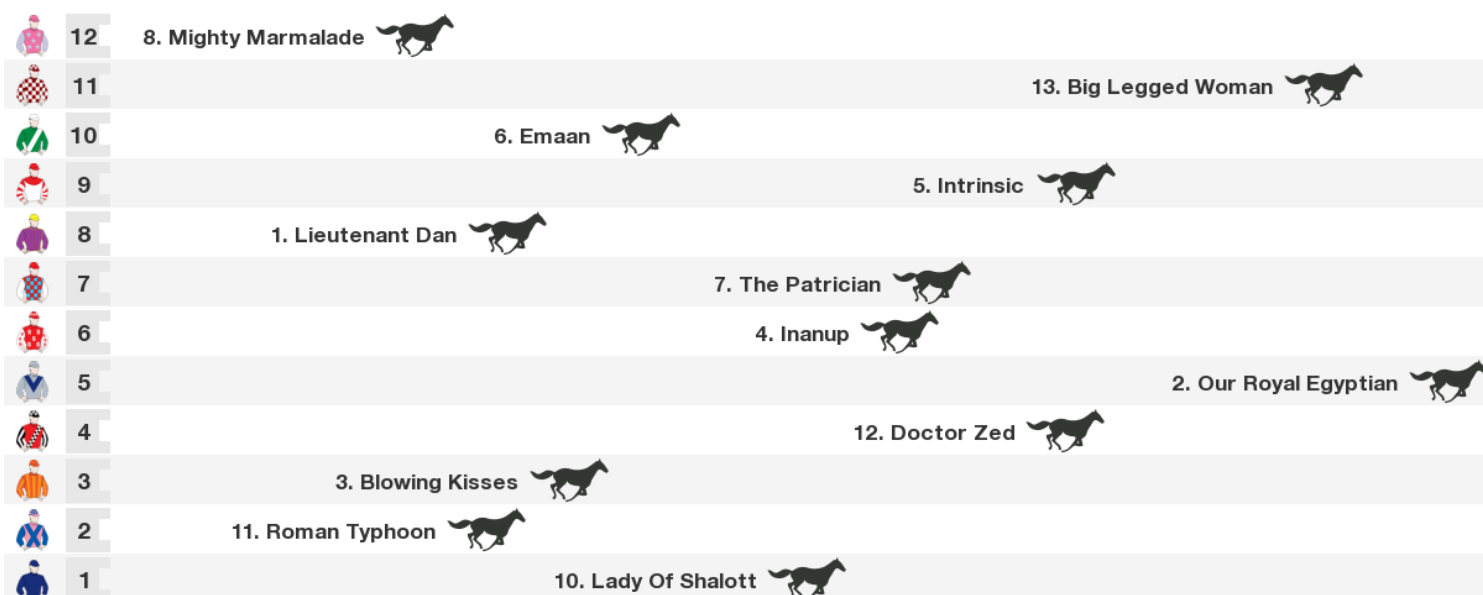 12 8. Mighty Marmalade
11 13. Big Legged Woman
10 6. Emaan
9 5. Intrinsic
8 1. Lieutenant Dan
7 7. The Patrician
6 4. Inanup
5 2. Our Royal Egyptian
4 12. Doctor Zed
3 3. Blowing Kisses
2 11. Roman Typhoon
1 10. Lady Of Shalott